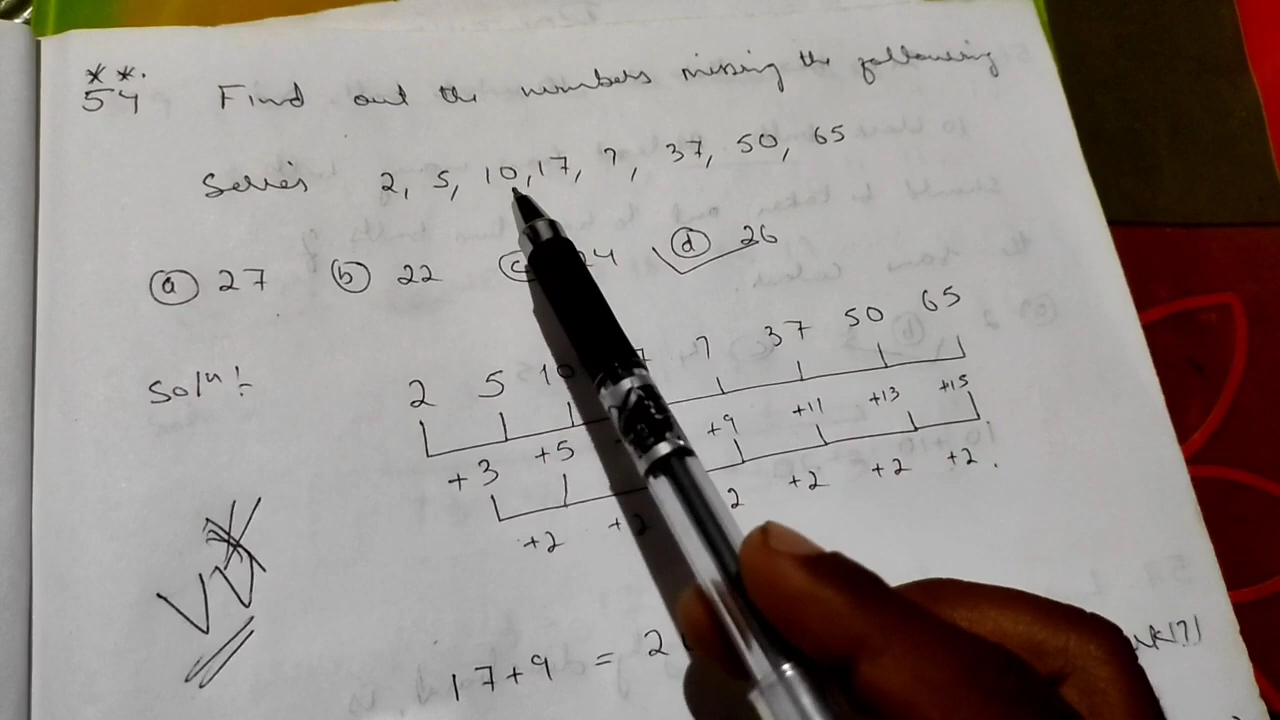 **.
54 Find out the numbers missing the following
Series 2, 5, 10, 17, ?, 37, 50, 65
(a) 27 (b) 22 (c) 24 (d) 26
Solⁿ:
2 5 10 7 ? 37 50 65
+3 +5 +9 +11 +13 +15
+2 +2 2 +2 +2 +2.
17+9 = 2